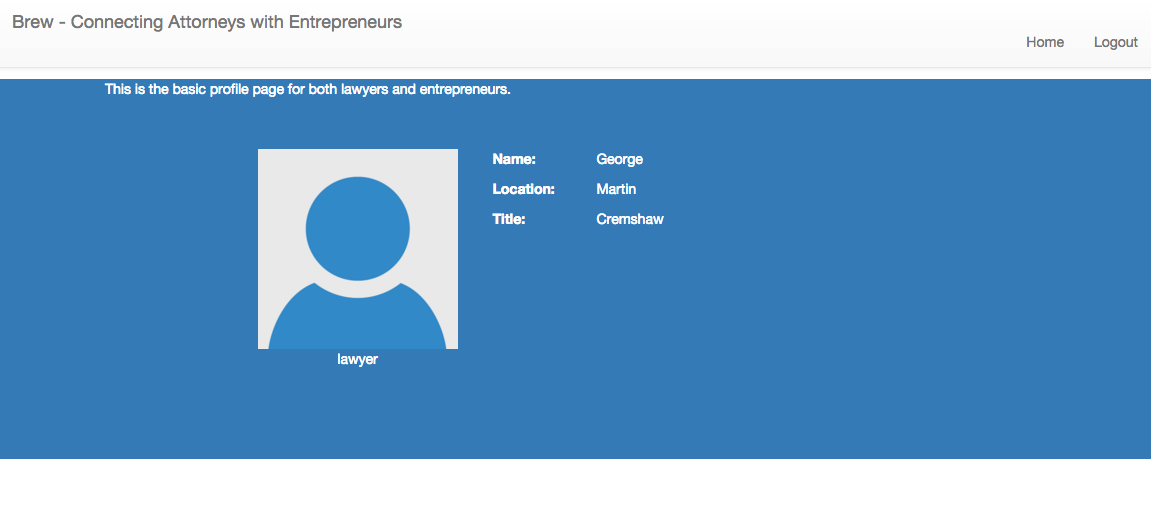 Brew - Connecting Attorneys with Entrepreneurs
Home Logout
This is the basic profile page for both lawyers and entrepreneurs.
Name: George
Location: Martin
Title: Cremshaw
lawyer